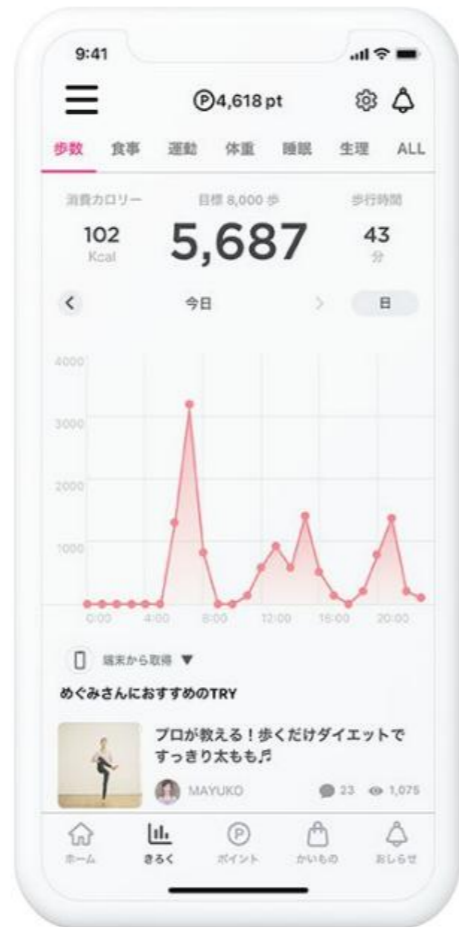 9:41
Ⓟ4,618 pt
歩数 食事 運動 体重 睡眠 生理 ALL
消費カロリー 目標 8,000 歩 歩行時間
102 5,687 43
Kcal 分
今日 日
4000
3000
2000
1000
0:00 4:00 8:00 12:00 16:00 20:00
端末から取得 ▼
めぐみさんにおすすめのTRY
プロが教える！歩くだけダイエットで
すっきり太もも♬
MAYUKO 23 1,075
ホーム きろく ポイント かいもの おしらせ